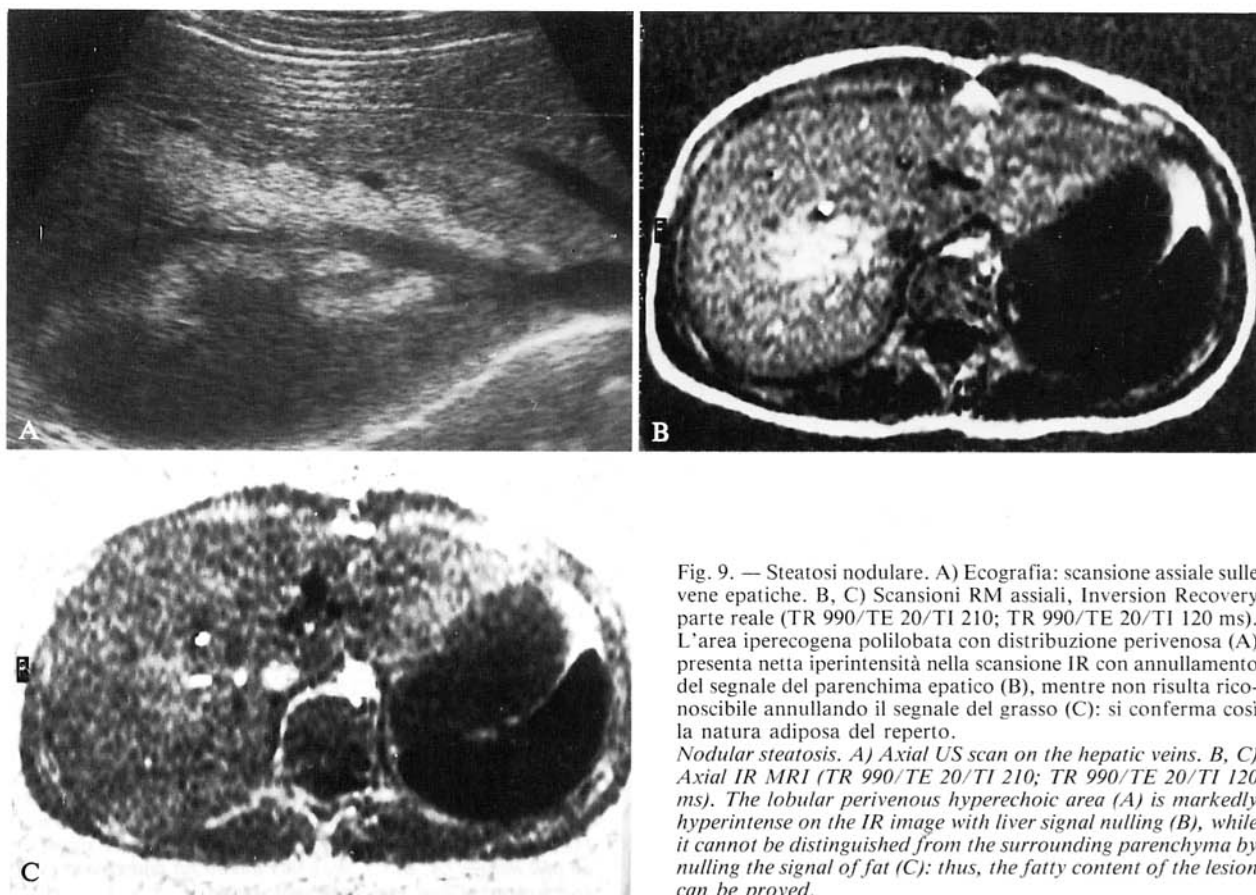 A
B
C
Fig. 9. — Steatosi nodulare. A) Ecografia: scansione assiale sulle
vene epatiche. B, C) Scansioni RM assiali, Inversion Recovery
parte reale (TR 990/TE 20/TI 210; TR 990/TE 20/TI 120 ms).
L'area iperecogena polilobata con distribuzione perivenosa (A)
presenta netta iperintensità nella scansione IR con annullamento
del segnale del parenchima epatico (B), mentre non risulta rico-
noscibile annullando il segnale del grasso (C): si conferma così
la natura adiposa del reperto.
Nodular steatosis. A) Axial US scan on the hepatic veins. B, C)
Axial IR MRI (TR 990/TE 20/TI 210; TR 990/TE 20/TI 120
ms). The lobular perivenous hyperechoic area (A) is markedly
hyperintense on the IR image with liver signal nulling (B), while
it cannot be distinguished from the surrounding parenchyma by
nulling the signal of fat (C): thus, the fatty content of the lesion
can be proved.